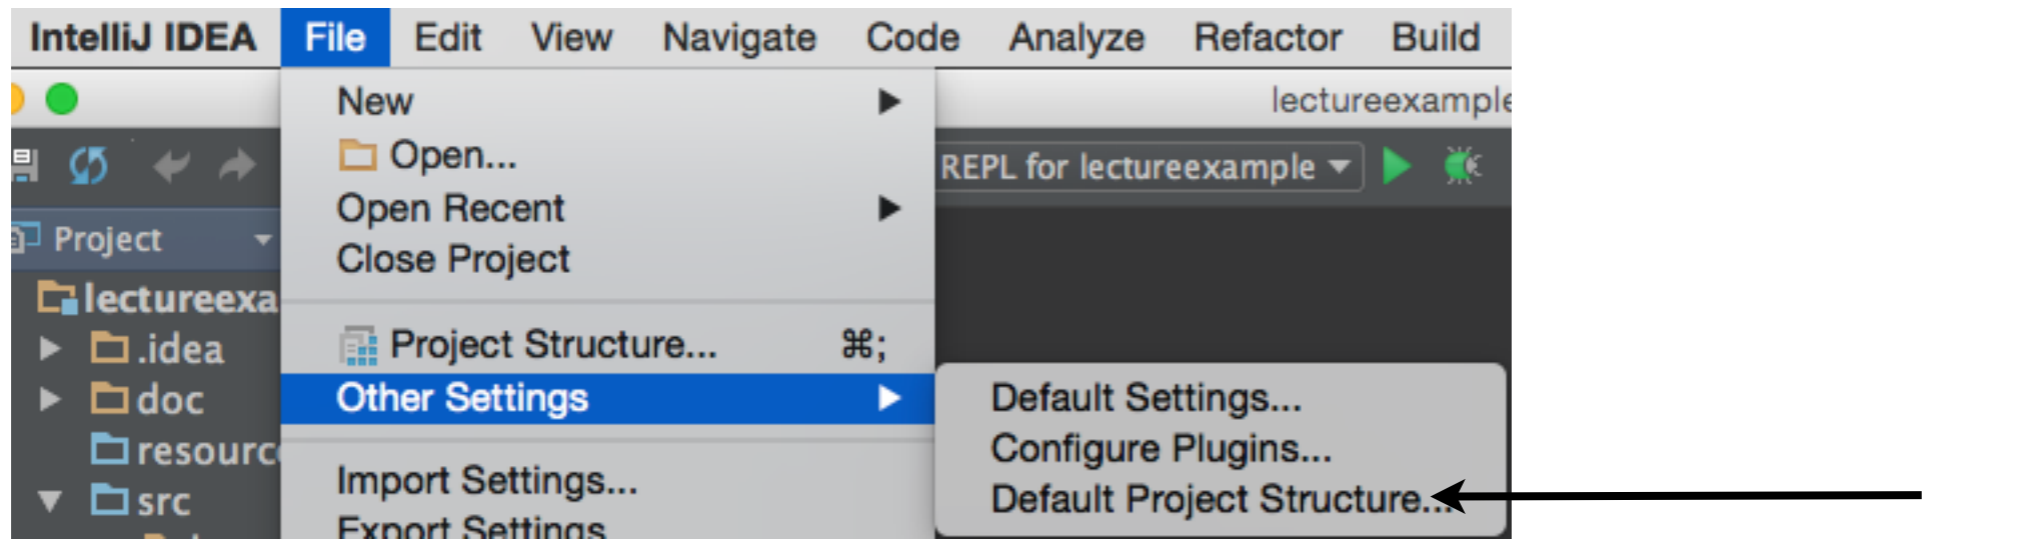 IntelliJ IDEA File Edit View Navigate Code Analyze Refactor Build
lectureexample
REPL for lectureexample
Project
lectureexa
.idea
doc
resourc
src
New
Open...
Open Recent
Close Project
Project Structure... ⌘;
Other Settings
Import Settings...
Export Settings
Default Settings...
Configure Plugins...
Default Project Structure...